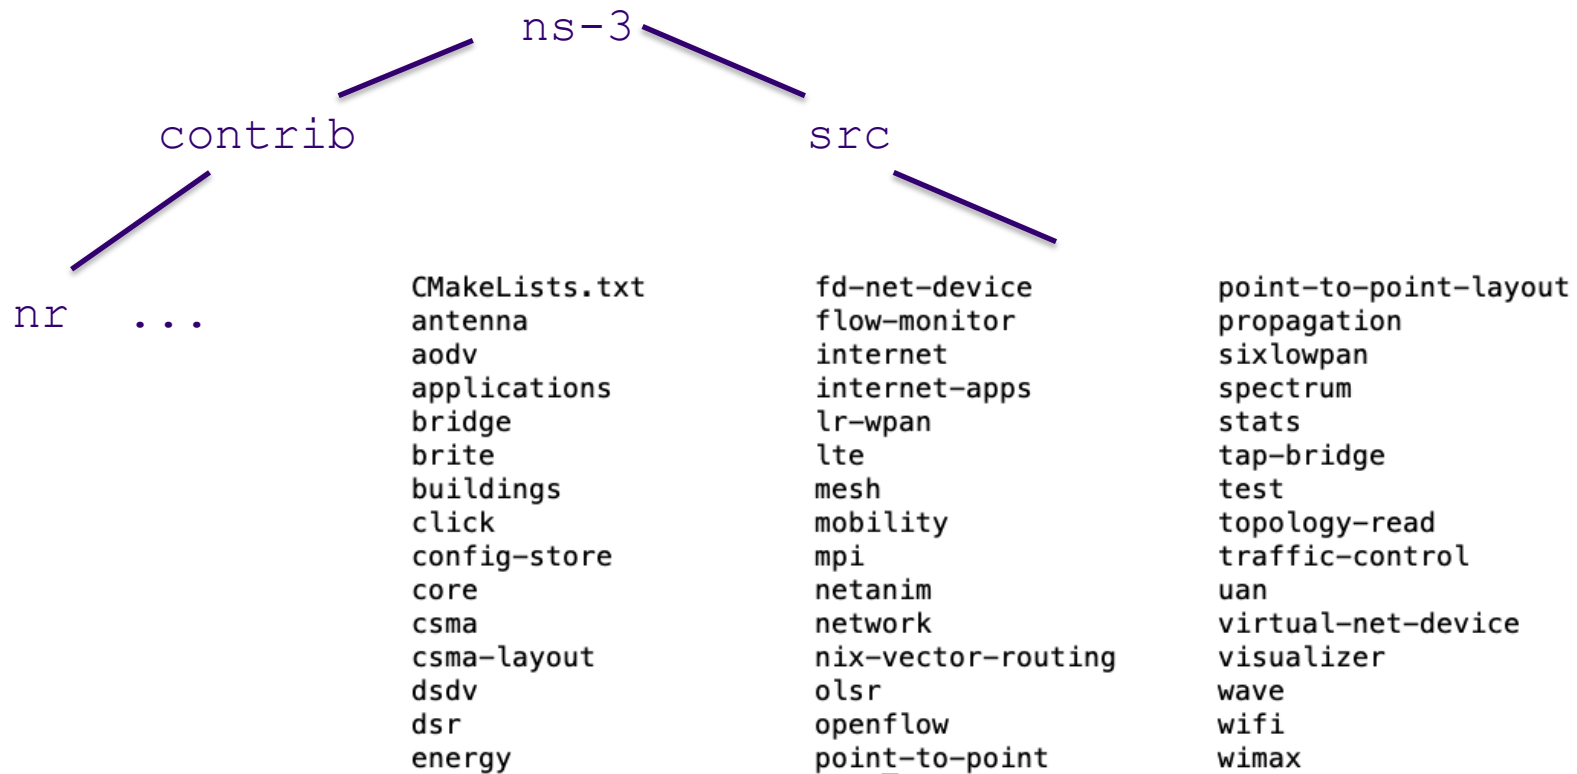 ns-3
contrib
src
nr ...
CMakeLists.txt fd-net-device point-to-point-layout
antenna flow-monitor propagation
aodv internet sixlowpan
applications internet-apps spectrum
bridge lr-wpan stats
brite lte tap-bridge
buildings mesh test
click mobility topology-read
config-store mpi traffic-control
core netanim uan
csma network virtual-net-device
csma-layout nix-vector-routing visualizer
dsdv olsr wave
dsr openflow wifi
energy point-to-point wimax